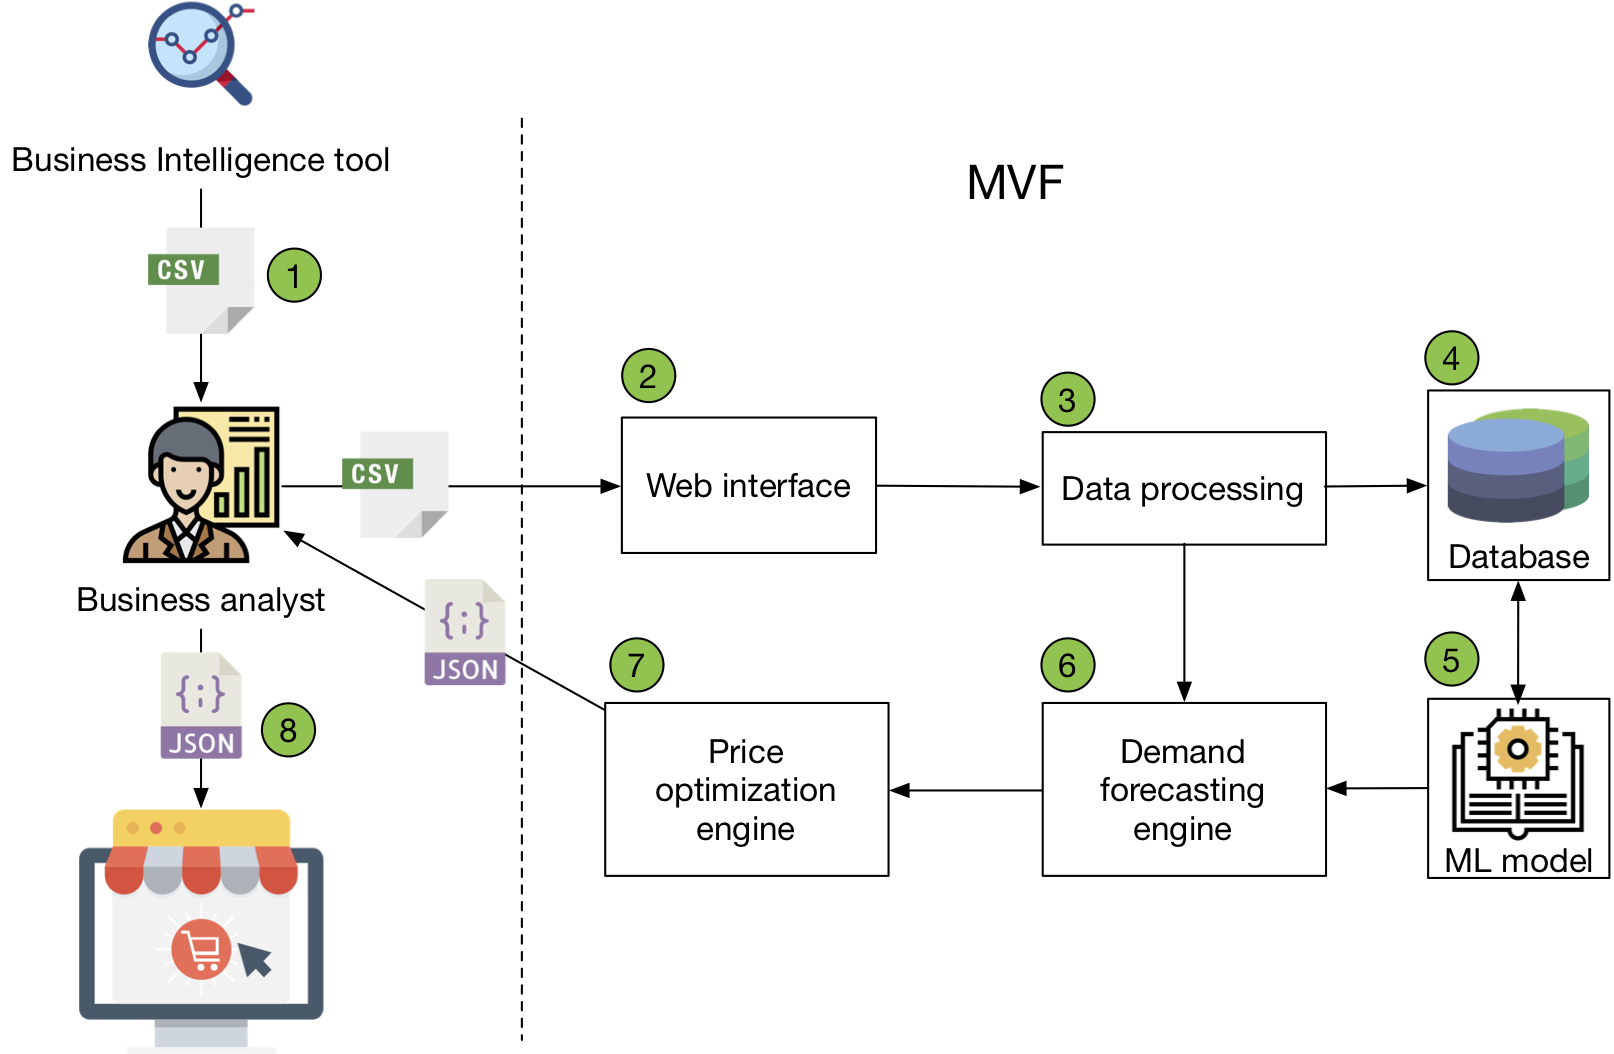 Business Intelligence tool
MVF
CSV
1
2
3
4
CSV
Web interface
Data processing
Database
Business analyst
{;}
JSON
{;}
JSON
8
7
6
5
Price
optimization
engine
Demand
forecasting
engine
ML model